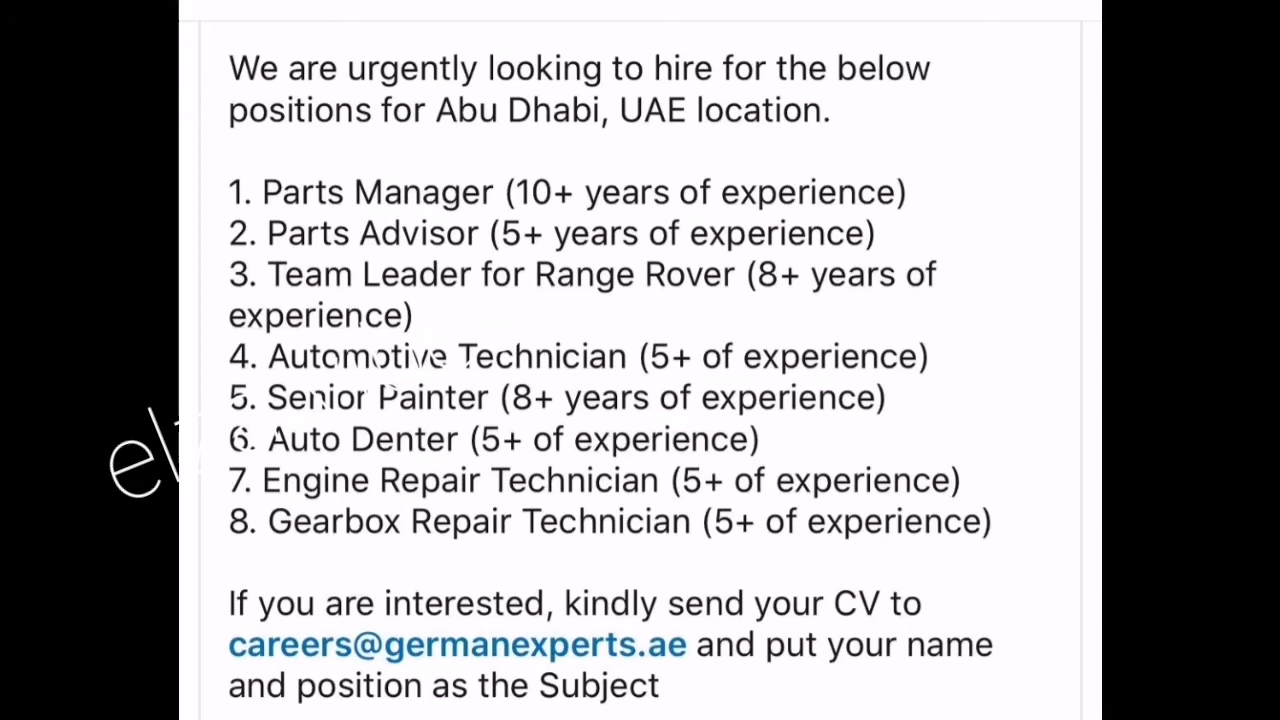 We are urgently looking to hire for the below
positions for Abu Dhabi, UAE location.
1. Parts Manager (10+ years of experience)
2. Parts Advisor (5+ years of experience)
3. Team Leader for Range Rover (8+ years of
experience)
4. Automotive Technician (5+ of experience)
5. Senior Painter (8+ years of experience)
6. Auto Denter (5+ of experience)
7. Engine Repair Technician (5+ of experience)
8. Gearbox Repair Technician (5+ of experience)
If you are interested, kindly send your CV to
careers@germanexperts.ae and put your name
and position as the Subject